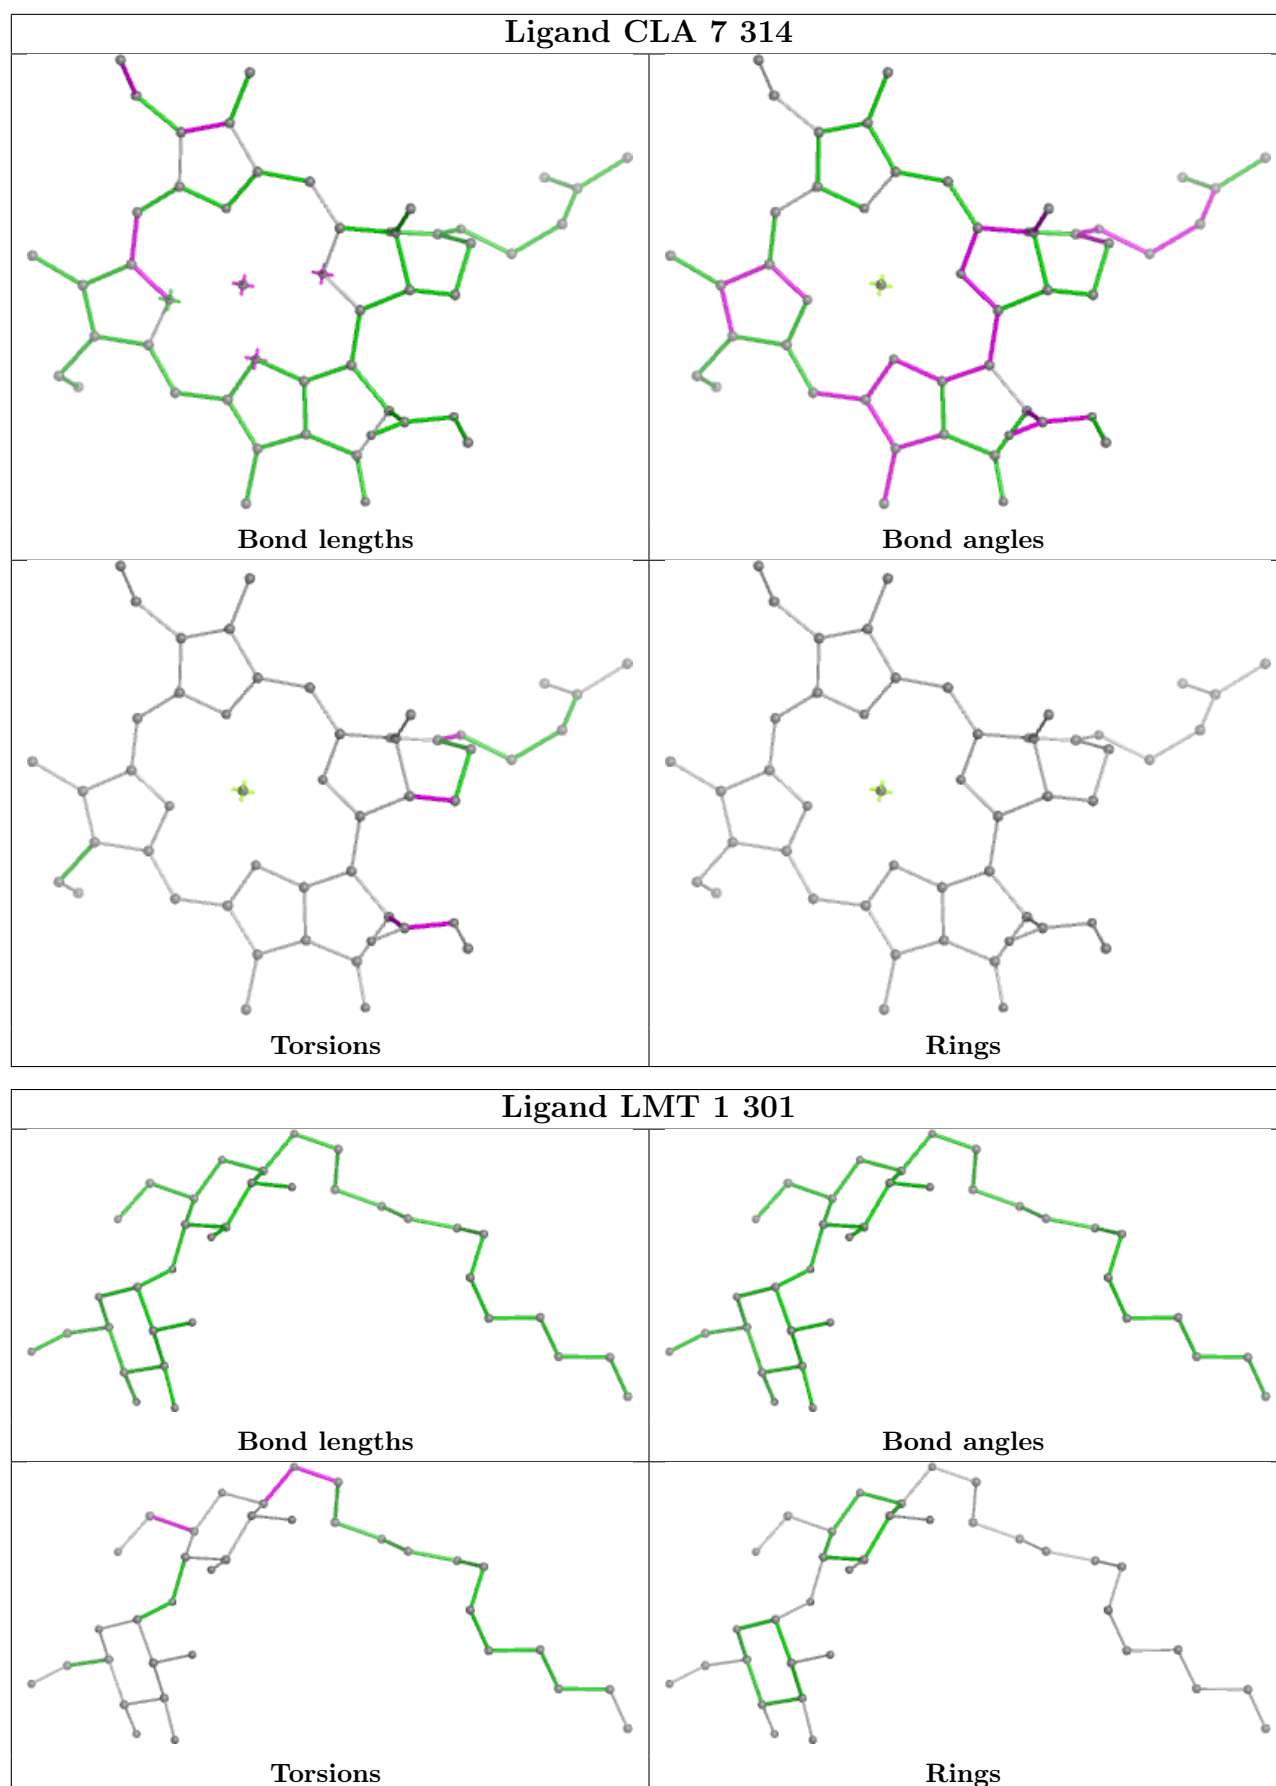 Ligand CLA 7 314
Bond lengths
Bond angles
Torsions
Rings
Ligand LMT 1 301
Bond lengths
Bond angles
Torsions
Rings